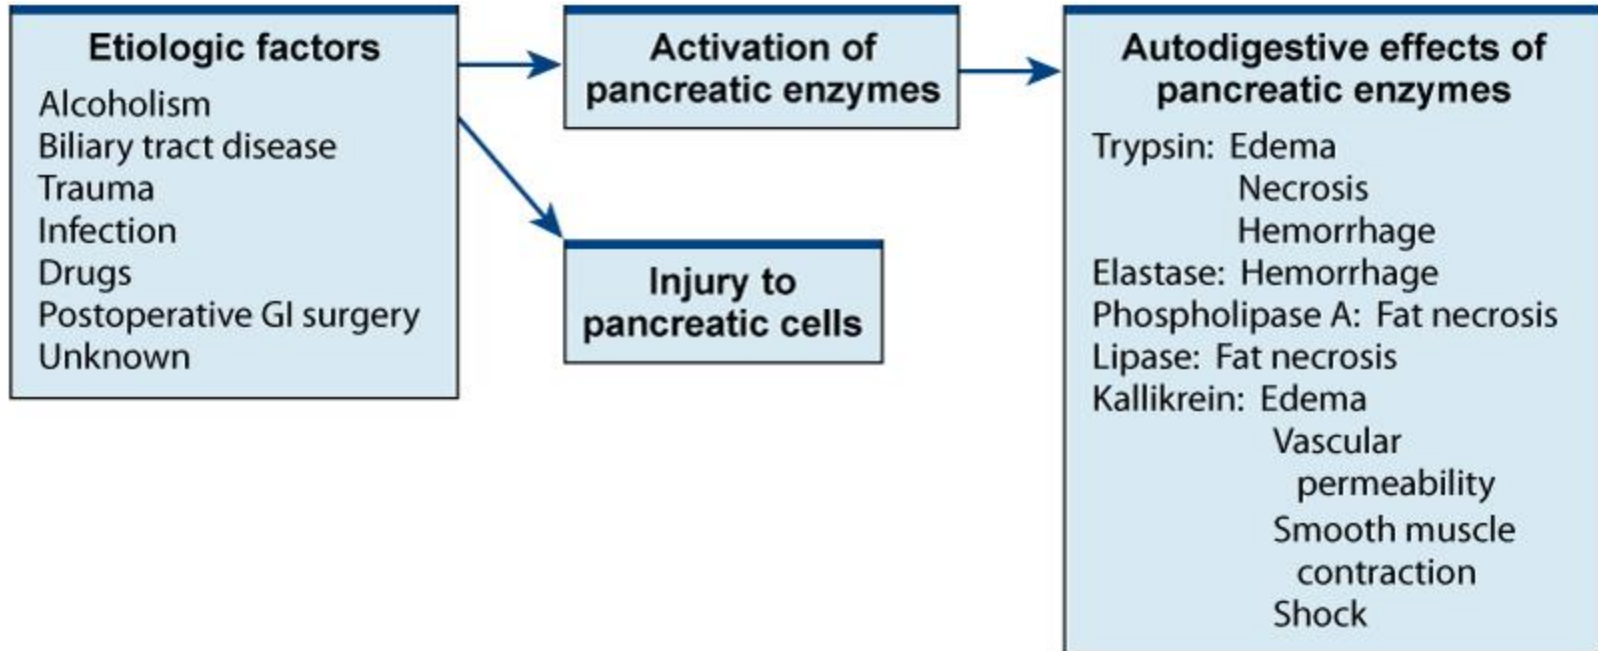 Etiologic factors
Alcoholism
Biliary tract disease
Trauma
Infection
Drugs
Postoperative GI surgery
Unknown
Activation of
pancreatic enzymes
Injury to
pancreatic cells
Autodigestive effects of
pancreatic enzymes
Trypsin: Edema
Necrosis
Hemorrhage
Elastase: Hemorrhage
Phospholipase A: Fat necrosis
Lipase: Fat necrosis
Kallikrein: Edema
Vascular
permeability
Smooth muscle
contraction
Shock